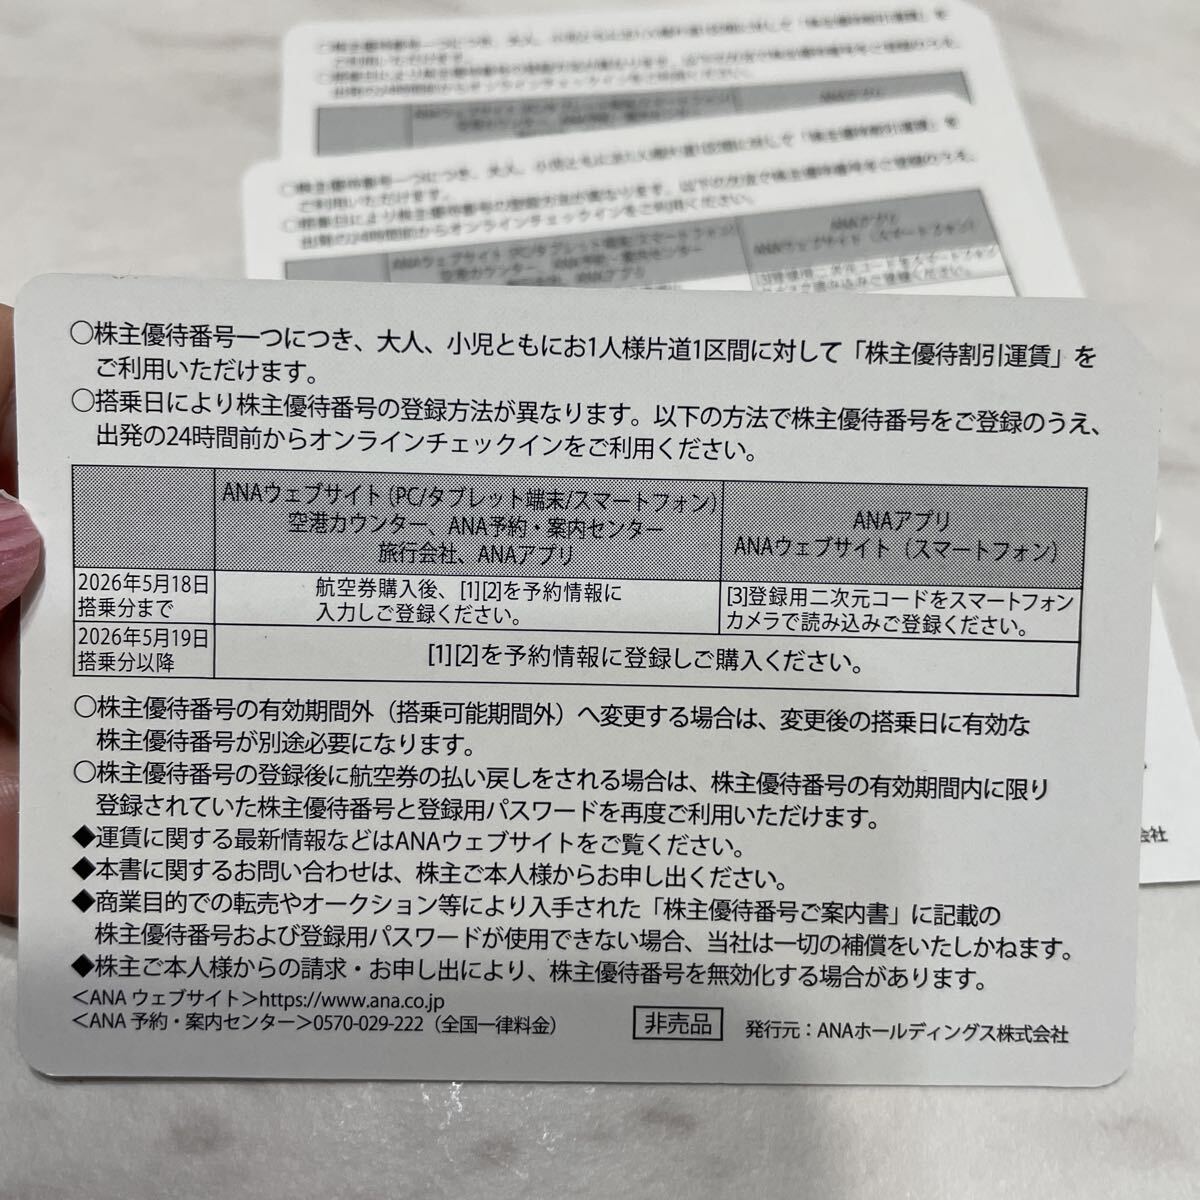 ○株主優待番号一つにつき、大人、小児ともにお1人様片道1区間に対して「株主優待割引運賃」を
ご利用いただけます。
○搭乗日により株主優待番号の登録方法が異なります。以下の方法で株主優待番号をご登録のうえ、
出発の24時間前からオンラインチェックインをご利用ください。
ANAウェブサイト(PC/タブレット端末/スマートフォン)
空港カウンター、ANA予約・案内センター
旅行会社、ANAアプリ
ANAアプリ
ANAウェブサイト（スマートフォン）
2026年5月18日
搭乗分まで
航空券購入後、[1][2]を予約情報に
入力しご登録ください。
[3]登録用二次元コードをスマートフォン
カメラで読み込みご登録ください。
2026年5月19日
搭乗分以降
[1][2]を予約情報に登録しご購入ください。
○株主優待番号の有効期間外（搭乗可能期間外）へ変更する場合は、変更後の搭乗日に有効な
株主優待番号が別途必要になります。
○株主優待番号の登録後に航空券の払い戻しをされる場合は、株主優待番号の有効期間内に限り
登録されていた株主優待番号と登録用パスワードを再度ご利用いただけます。
◆運賃に関する最新情報などはANAウェブサイトをご覧ください。
◆本書に関するお問い合わせは、株主ご本人様からお申し出ください。
◆商業目的での転売やオークション等により入手された「株主優待番号ご案内書」に記載の
株主優待番号および登録用パスワードが使用できない場合、当社は一切の補償をいたしかねます。
◆株主ご本人様からの請求・お申し出により、株主優待番号を無効化する場合があります。
＜ANA ウェブサイト＞https://www.ana.co.jp
＜ANA 予約・案内センター＞0570-029-222（全国一律料金）
非売品
発行元：ANAホールディングス株式会社